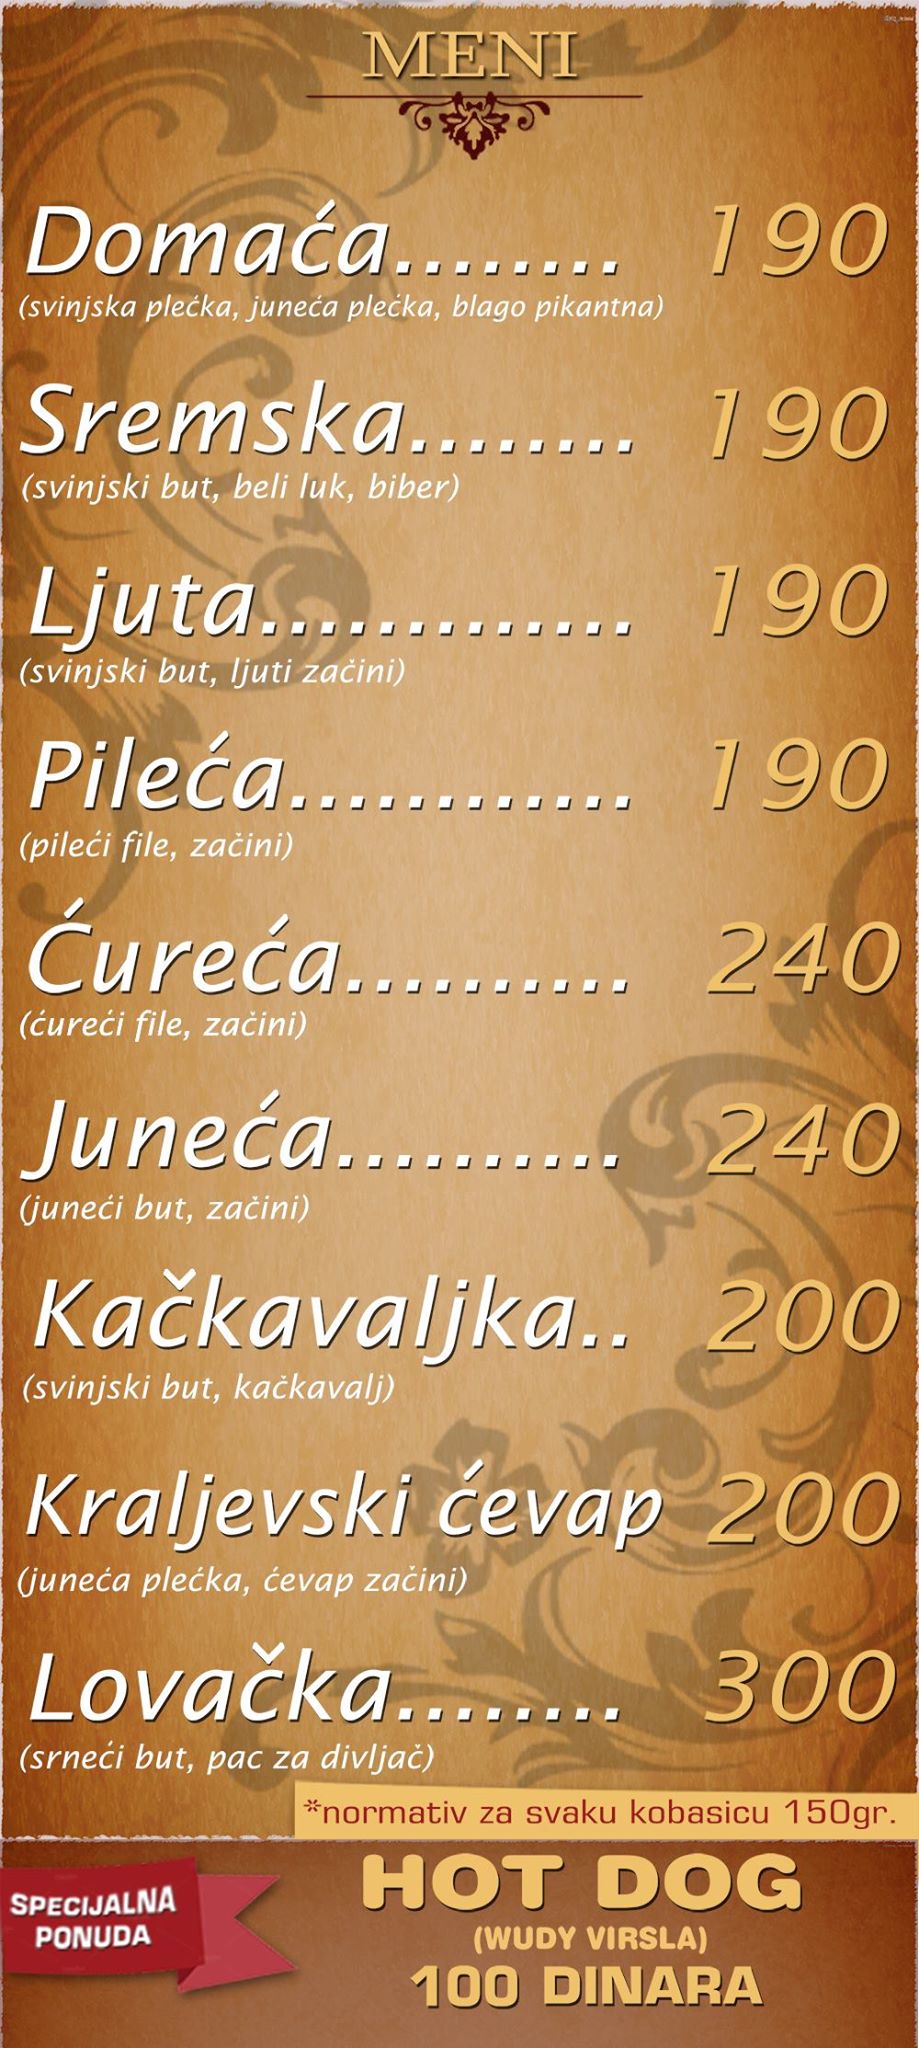 MENI
Domaća........ 190
(svinjska plećka, juneća plećka, blago pikantna)
Sremska........ 190
(svinjski but, beli luk, biber)
Ljuta............. 190
(svinjski but, ljuti začini)
Pileća............ 190
(pileći file, začini)
Ćureća.......... 240
(ćureći file, začini)
Juneća.......... 240
(juneći but, začini)
Kačkavaljka.. 200
(svinjski but, kačkavalj)
Kraljevski ćevap 200
(juneća plećka, ćevap začini)
Lovačka........ 300
(srneći but, pac za divljač)
*normativ za svaku kobasicu 150gr.
SPECIJALNA
PONUDA
HOT DOG
(WUDY VIRSLA)
100 DINARA